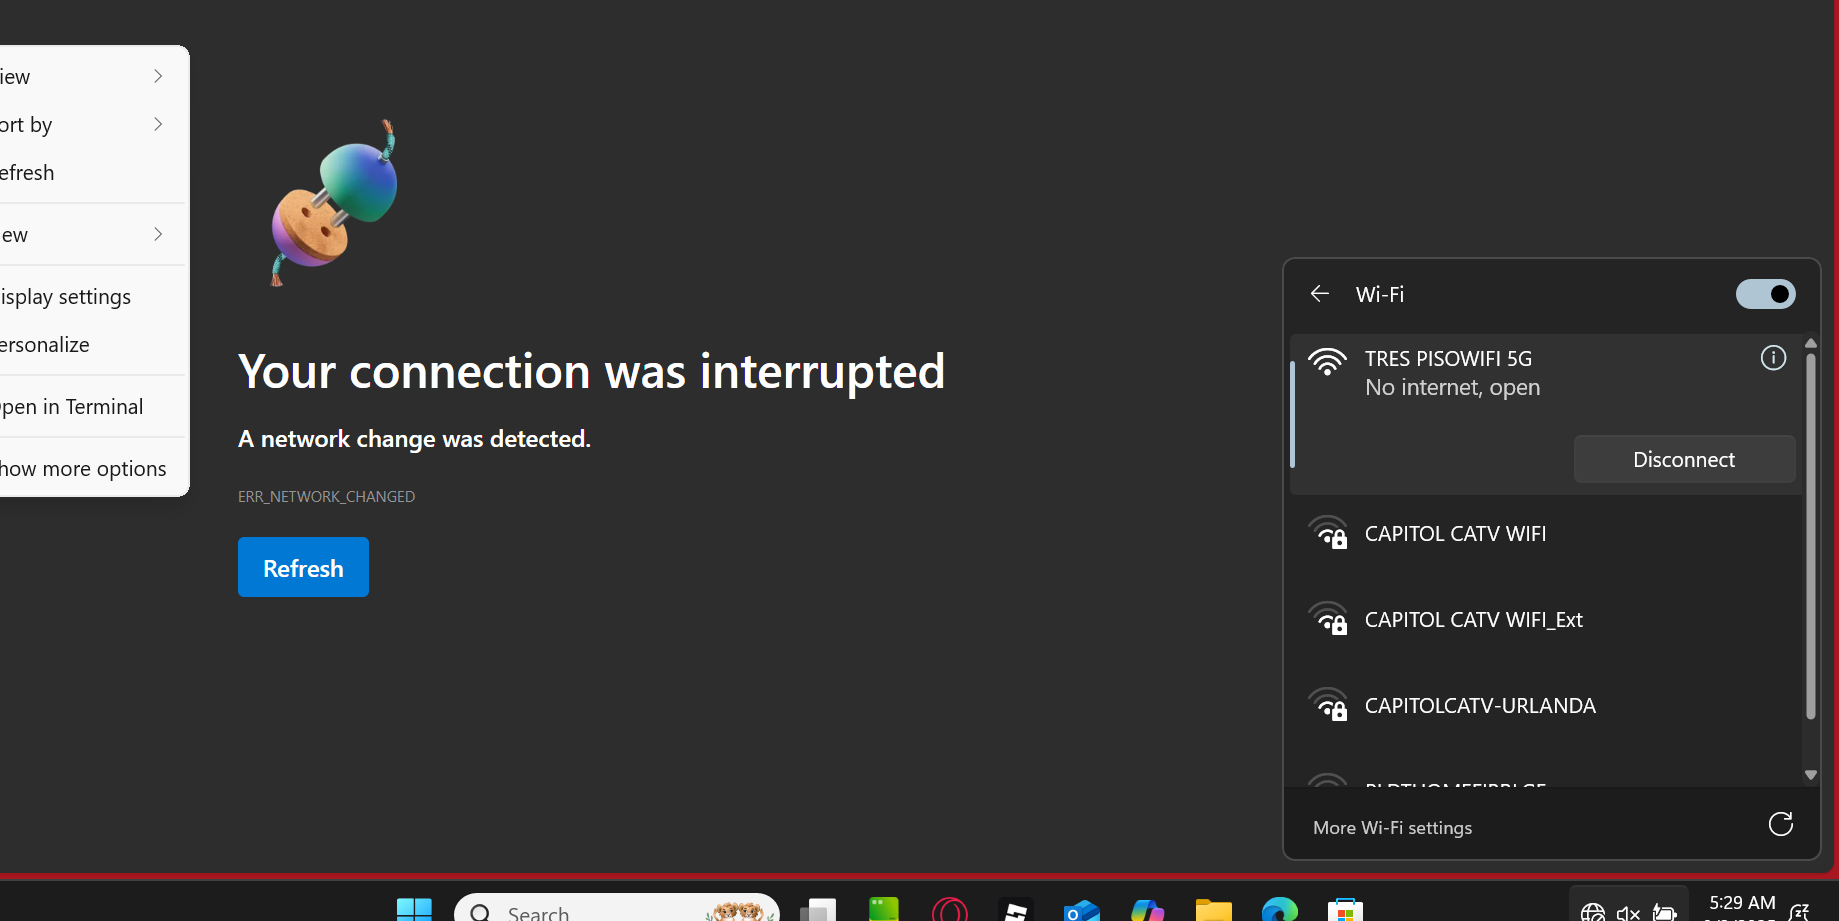 iew
ort by
efresh
ew
isplay settings
ersonalize
pen in Terminal
how more options
Your connection was interrupted
A network change was detected.
ERR_NETWORK_CHANGED
Refresh
Wi-Fi
TRES PISOWIFI 5G
No internet, open
Disconnect
CAPITOL CATV WIFI
CAPITOL CATV WIFI_Ext
CAPITOLCATV-URLANDA
More Wi-Fi settings
Search
5:29 AM